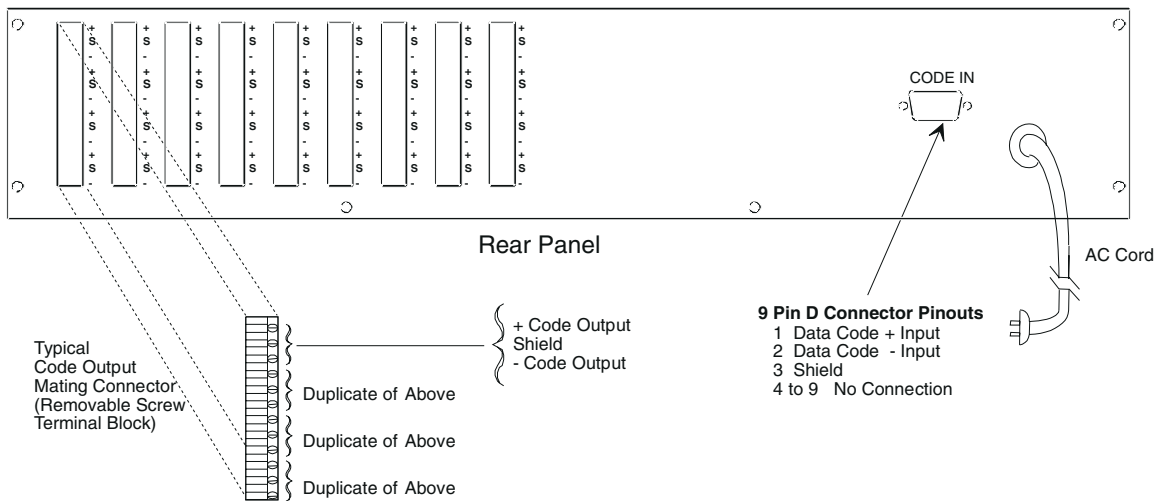 + + + + + + + + +
S S S S S S S S S
- - - - - - - - -
+ + + + + + + + +
S S S S S S S S S
- - - - - - - - -
+ + + + + + + + +
S S S S S S S S S
- - - - - - - - -
+ + + + + + + + +
S S S S S S S S S
- - - - - - - - -
CODE IN
Rear Panel
AC Cord
9 Pin D Connector Pinouts
1 Data Code + Input
2 Data Code - Input
3 Shield
4 to 9 No Connection
+ Code Output
Shield
- Code Output
Typical
Code Output
Mating Connector
(Removable Screw
Terminal Block)
Duplicate of Above
Duplicate of Above
Duplicate of Above